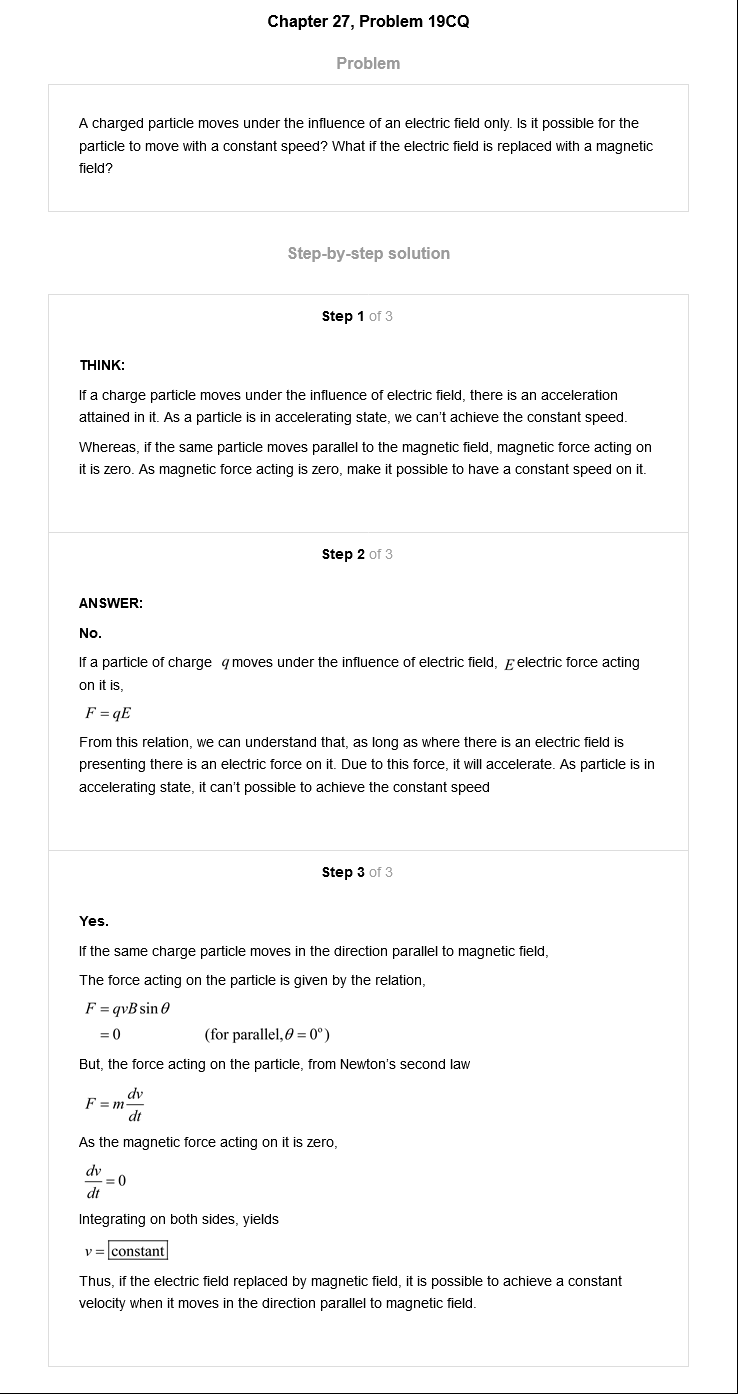 Chapter 27, Problem 19CQ
Problem
A charged particle moves under the influence of an electric field only. Is it possible for the
particle to move with a constant speed? What if the electric field is replaced with a magnetic
field?
Step-by-step solution
Step 1 of 3
THINK:
If a charge particle moves under the influence of electric field, there is an acceleration
attained in it. As a particle is in accelerating state, we can't achieve the constant speed.
Whereas, if the same particle moves parallel to the magnetic field, magnetic force acting on
it is zero. As magnetic force acting is zero, make it possible to have a constant speed on it.
Step 2 of 3
ANSWER:
No.
If a particle of charge q moves under the influence of electric field, E electric force acting
on it is,
F = qE
From this relation, we can understand that, as long as where there is an electric field is
presenting there is an electric force on it. Due to this force, it will accelerate. As particle is in
accelerating state, it can't possible to achieve the constant speed
Step 3 of 3
Yes.
If the same charge particle moves in the direction parallel to magnetic field,
The force acting on the particle is given by the relation,
F = qvB sin θ
= 0 (for parallel, θ = 0°)
But, the force acting on the particle, from Newton's second law
F = m dv/dt
As the magnetic force acting on it is zero,
dv/dt = 0
Integrating on both sides, yields
v = constant
Thus, if the electric field replaced by magnetic field, it is possible to achieve a constant
velocity when it moves in the direction parallel to magnetic field.